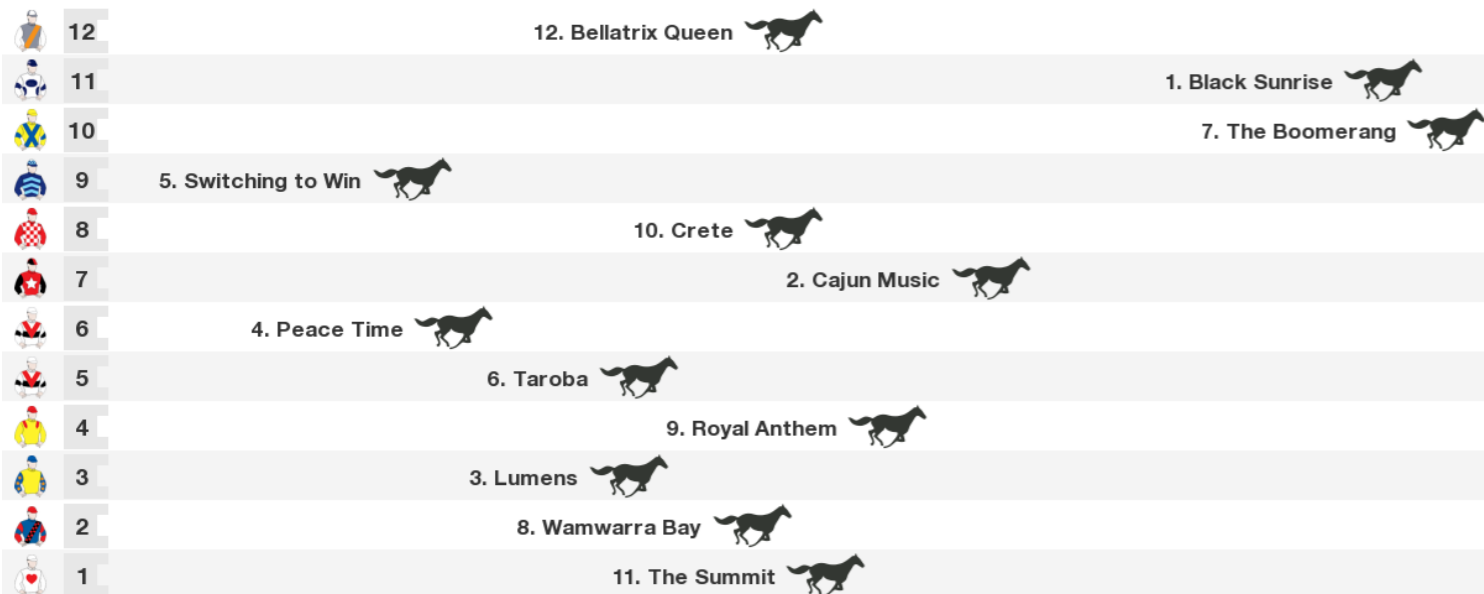 12 12. Bellatrix Queen
11 1. Black Sunrise
10 7. The Boomerang
9 5. Switching to Win
8 10. Crete
7 2. Cajun Music
6 4. Peace Time
5 6. Taroba
4 9. Royal Anthem
3 3. Lumens
2 8. Wamwarra Bay
1 11. The Summit